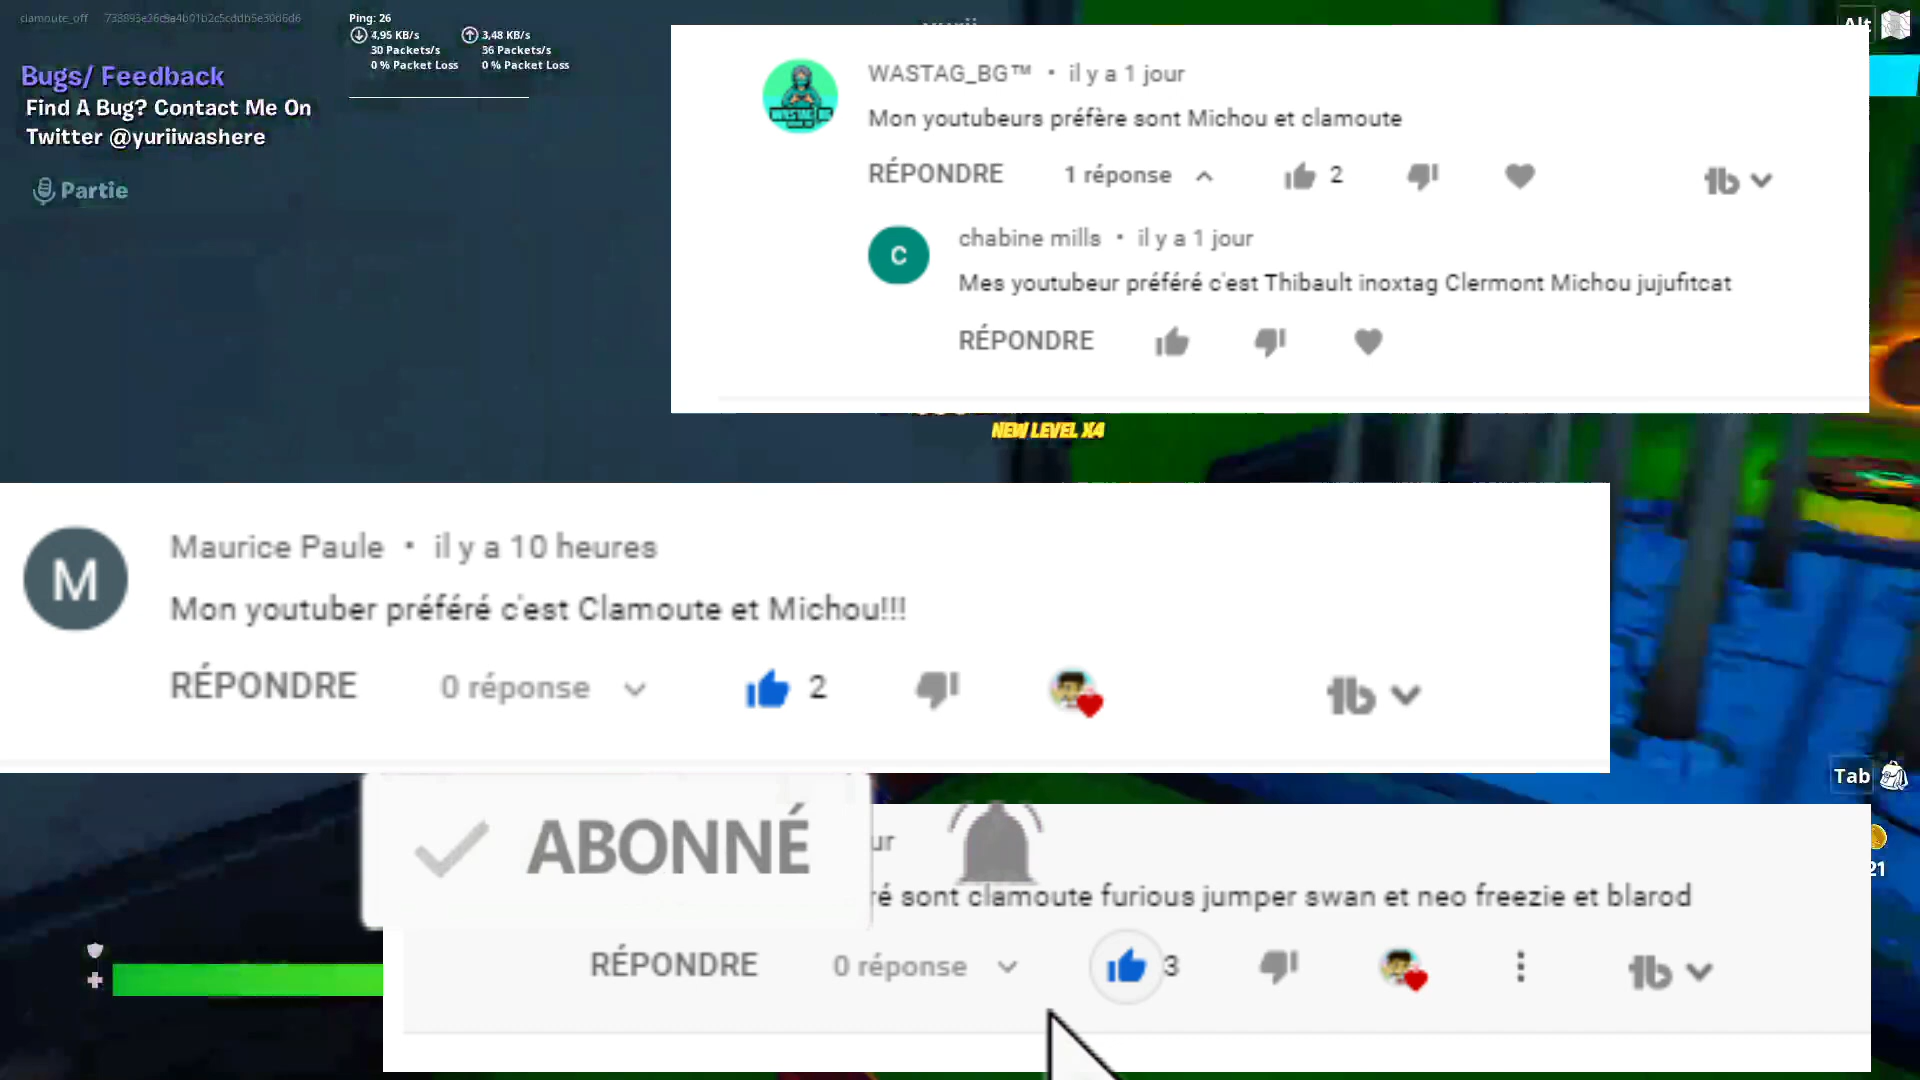 clamoute_off
Ping: 26
4,95 KB/s
3,48 KB/s
30 Packets/s
36 Packets/s
0 % Packet Loss
0 % Packet Loss
Bugs/ Feedback
Find A Bug? Contact Me On
Twitter @yuriiwashere
Partie
Alt
WASTAG_BG™ • il y a 1 jour
Mon youtubeurs préfère sont Michou et clamoute
RÉPONDRE
1 réponse
2
C
chabine mills • il y a 1 jour
Mes youtubeur préféré c'est Thibault inoxtag Clermont Michou jujufitcat
RÉPONDRE
NEW LEVEL X4
M
Maurice Paule • il y a 10 heures
Mon youtuber préféré c'est Clamoute et Michou!!!
RÉPONDRE
0 réponse
2
Tab
ABONNÉ
ur
ré sont clamoute furious jumper swan et neo freezie et blarod
21
RÉPONDRE
0 réponse
3